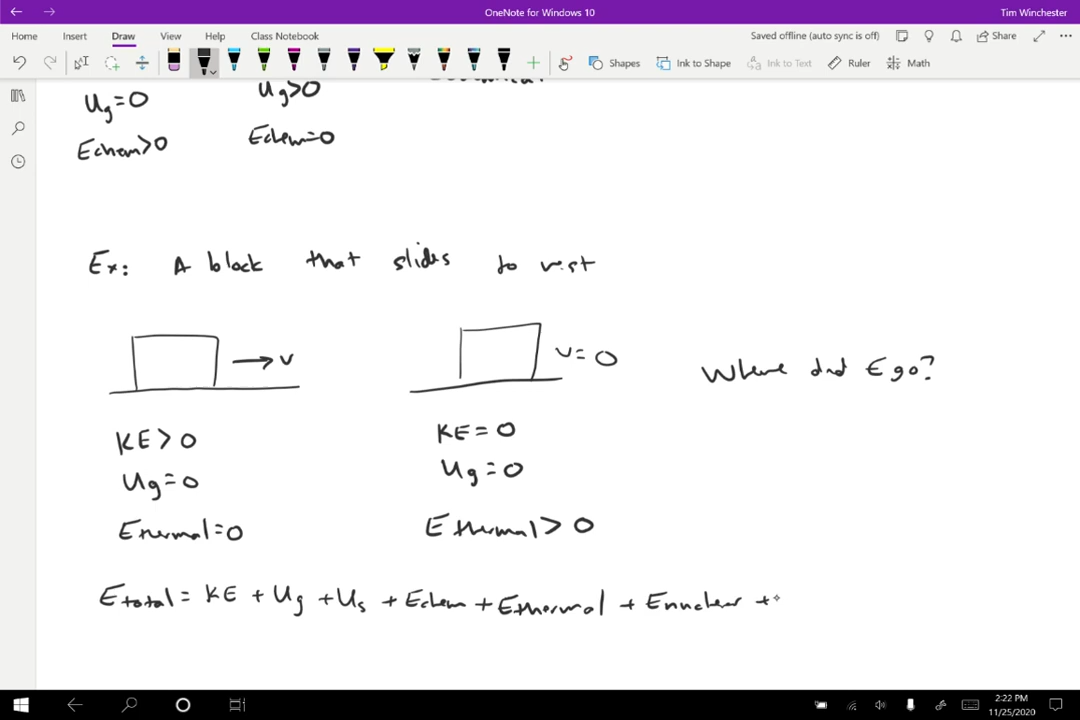 OneNote for Windows 10
Tim Winchester
Home Insert Draw View Help Class Notebook
Saved offline (auto sync is off) Share
Shapes Ink to Shape Ink to Text Ruler Math
Ug=0 Ug>0
Echem>0 Echem=0
Ex: A block that slides to rest
→ v v=0 Where did E go?
KE>0 KE=0
Ug=0 Ug=0
Ethermal=0 Ethermal>0
Etotal= KE + Ug + Us + Echem + Ethermal + Ennclear +
2:22 PM
11/25/2020